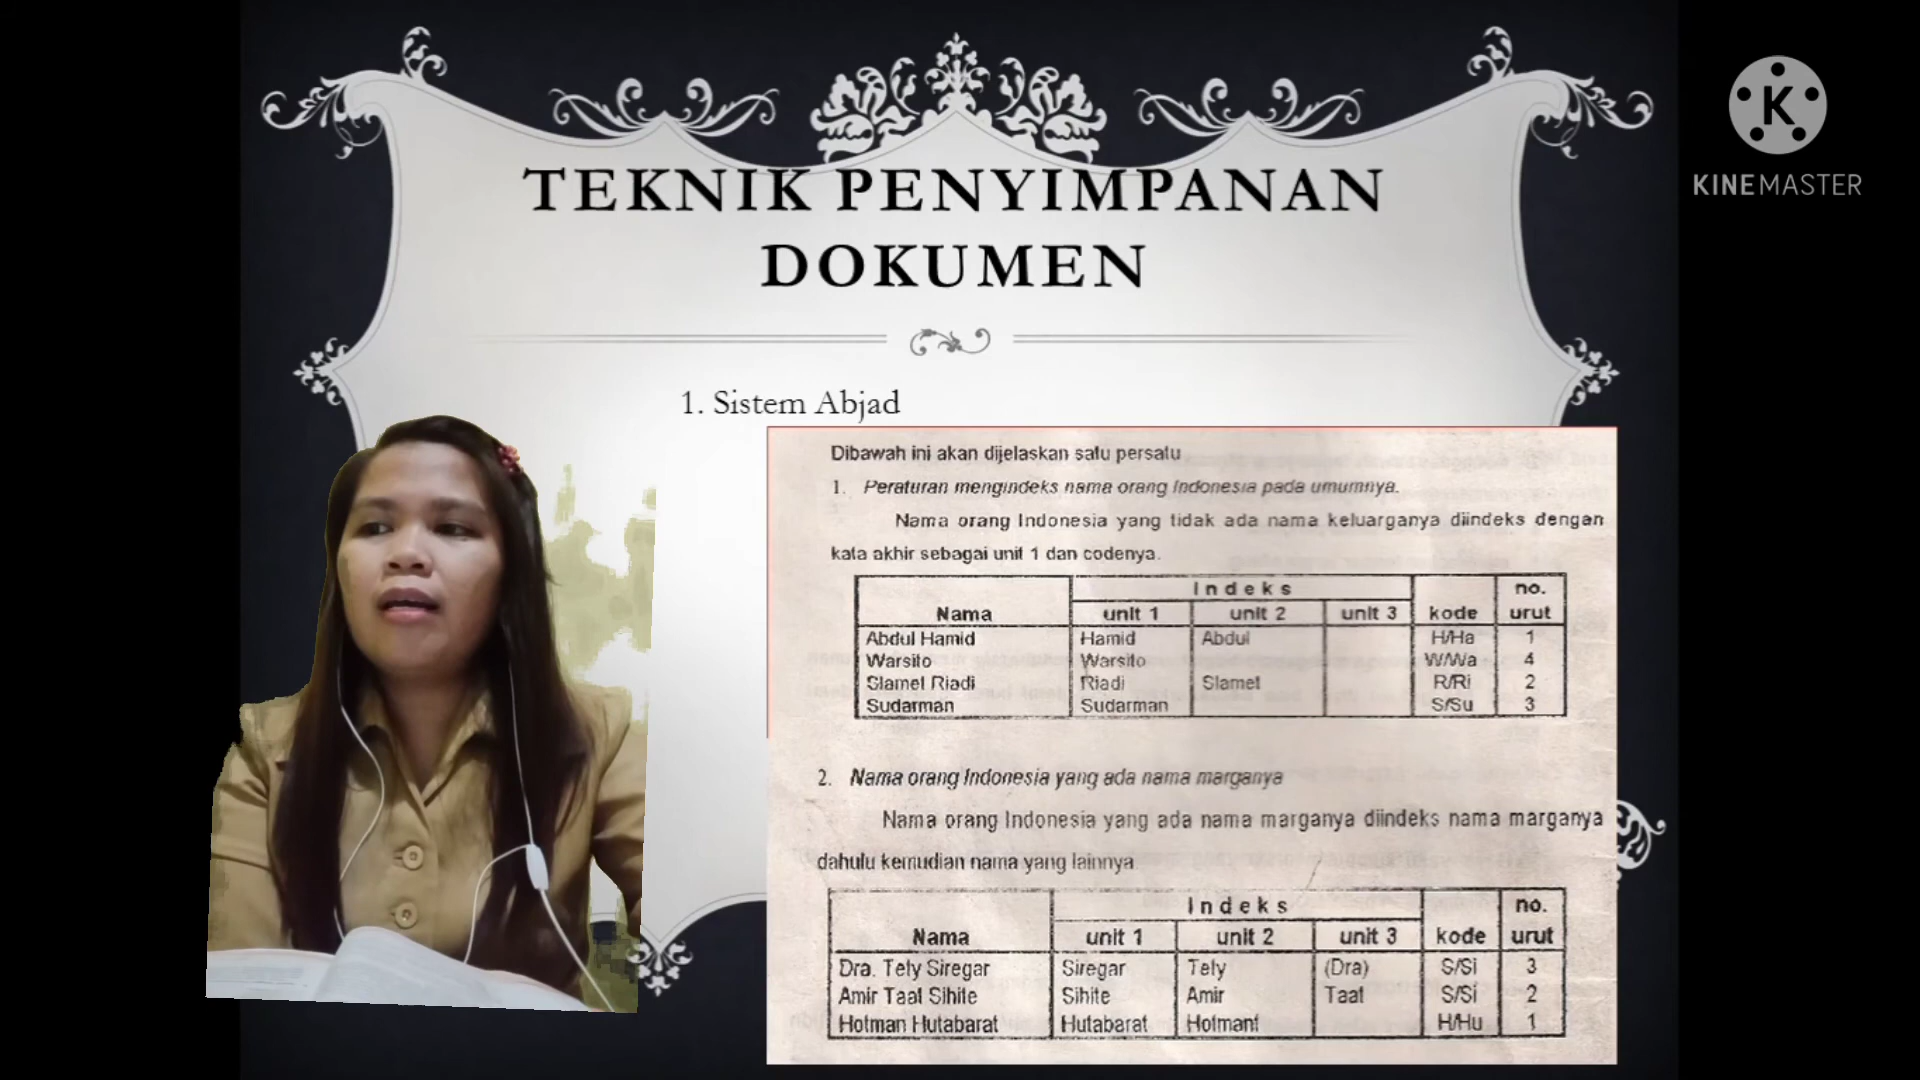 TEKNIK PENYIMPANAN
DOKUMEN
K
KINEMASTER
1. Sistem Abjad
Dibawah ini akan dijelaskan satu persatu
1. Peraturan mengindeks nama orang Indonesia pada umumnya.
Nama orang Indonesia yang tidak ada nama keluarganya diindeks dengan
kata akhir sebagai unit 1 dan codenya.
Indeks no.
Nama unit 1 unit 2 unit 3 kode urut
Abdul Hamid Hamid Abdul H/Ha 1
Warsito Warsito W/Wa 4
Slamet Riadi Riadi Slamet R/Ri 2
Sudarman Sudarman S/Su 3
2. Nama orang Indonesia yang ada nama marganya
Nama orang Indonesia yang ada nama marganya diindeks nama marganya
dahulu kemudian nama yang lainnya.
Indeks no.
Nama unit 1 unit 2 unit 3 kode urut
Dra. Tely Siregar Siregar Tely (Dra) S/Si 3
Amir Taat Sihite Sihite Amir Taat S/Si 2
Hotman Hutabarat Hutabarat Hotmant H/Hu 1